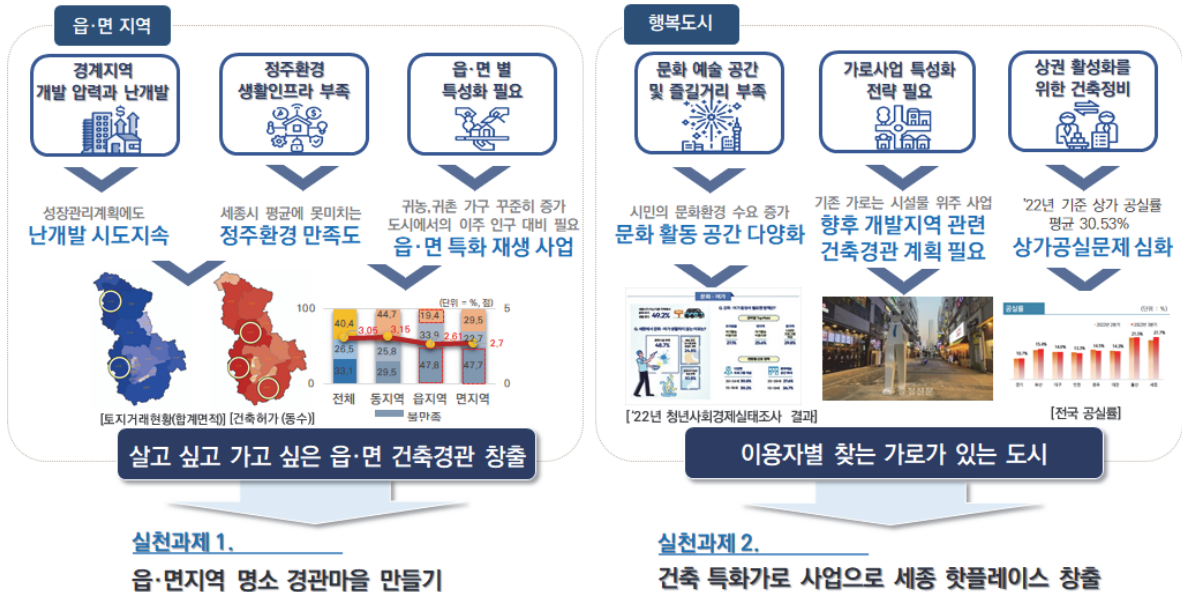 읍·면 지역
경계지역
개발 압력과 난개발
정주환경
생활인프라 부족
읍·면 별
특성화 필요
성장관리계획에도
난개발 시도지속
세종시 평균에 못미치는
정주환경 만족도
귀농,귀촌 가구 꾸준히 증가
도시에서의 이주 인구 대비 필요
읍·면 특화 재생 사업
(단위 = %, 점)
100
0
5
0
40,4
26,5
33,1
44,7
25,8
29,5
19,4
33,9
47,8
29,5
22,7
47,7
3,05
3,15
2,61
2,7
전체
동지역
읍지역
면지역
불만족
[토지거래현황(합계면적)]
[건축허가 (동수)]
살고 싶고 가고 싶은 읍·면 건축경관 창출
실천과제 1.
읍·면지역 명소 경관마을 만들기
행복도시
문화 예술 공간
및 즐길거리 부족
가로사업 특성화
전략 필요
상권 활성화를
위한 건축정비
시민의 문화환경 수요 증가
문화 활동 공간 다양화
기존 가로는 시설물 위주 사업
향후 개발지역 관련
건축경관 계획 필요
'22년 기준 상가 공실률
평균 30.53%
상가공실문제 심화
문화·여가
49.2%
48.7%
['22년 청년사회경제실태조사 결과]
공실률
(단위 : %)
[전국 공실률]
이용자별 찾는 가로가 있는 도시
실천과제 2.
건축 특화가로 사업으로 세종 핫플레이스 창출